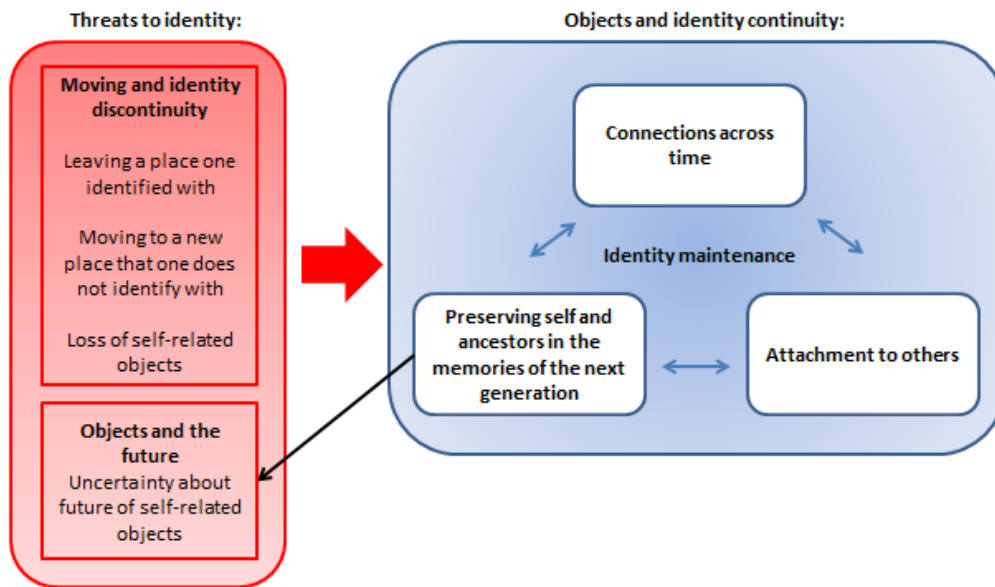 Threats to identity:
Moving and identity
discontinuity
Leaving a place one
identified with
Moving to a new
place that one does
not identify with
Loss of self-related
objects
Objects and the
future
Uncertainty about
future of self-related
objects
Objects and identity continuity:
Connections across
time
Identity maintenance
Preserving self and
ancestors in the
memories of the next
generation
Attachment to others